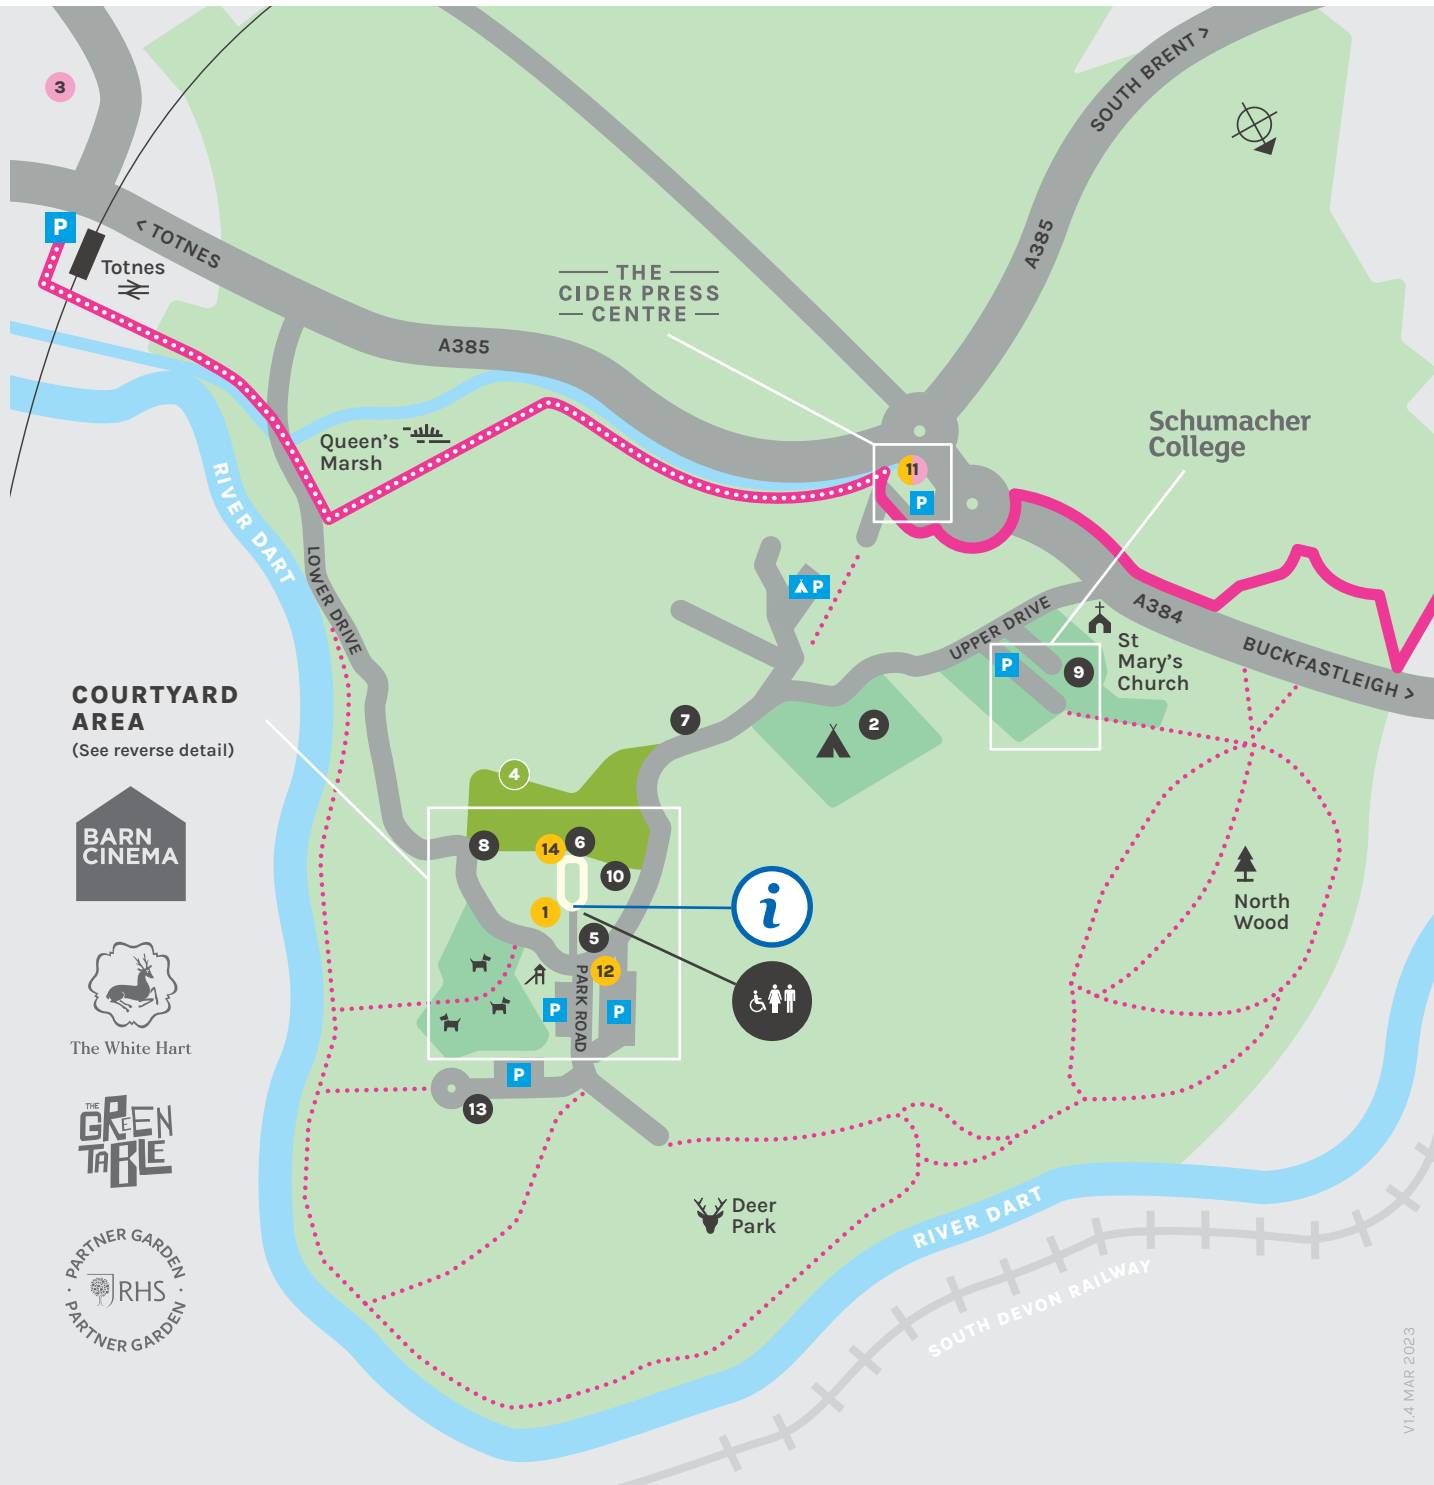 SOUTH BRENT >
3
P
< TOTNES
Totnes
A385
THE
CIDER PRESS
CENTRE
A385
Queen's
Marsh
Schumacher
College
11
P
RIVER DART
LOWER DRIVE
P
A384
BUCKFASTLEIGH >
UPPER DRIVE
St
Mary's
Church
P
9
COURTYARD
AREA
(See reverse detail)
7
2
4
BARN
CINEMA
8
14
6
10
1
i
5
12
North
Wood
PARK ROAD
P
P
The White Hart
P
13
THE
GREEN
TABLE
Deer
Park
RIVER DART
PARTNER GARDEN
RHS
PARTNER GARDEN
SOUTH DEVON RAILWAY
V1.4 MAR 2023